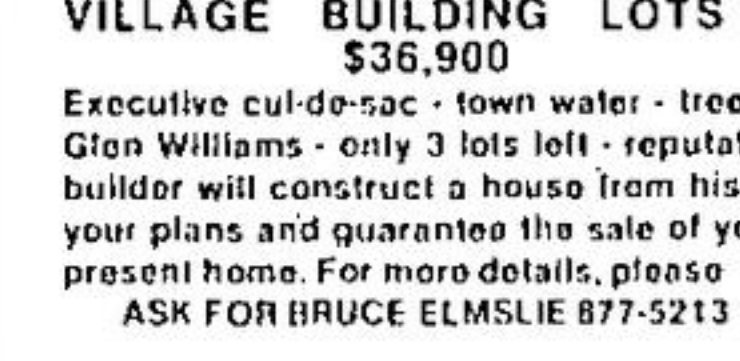 VILLAGE BUILDING LOTS
$36,900
Executive cul-de-sac - town water - tree
Glen Williams - only 3 lots left - reputa
builder will construct a house from his
your plans and guarantee the sale of yo
present home. For more details, please
ASK FOR BRUCE ELMSLIE 877-5213